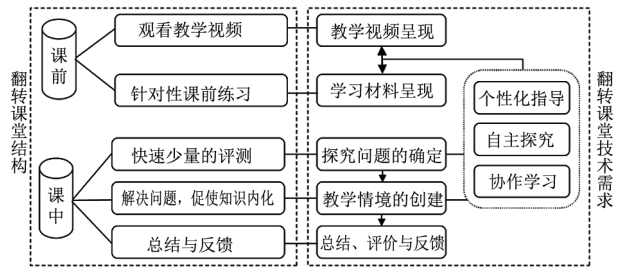 翻转课堂结构
课前
观看教学视频
针对性课前练习
课中
快速少量的评测
解决问题，促使知识内化
总结与反馈
教学视频呈现
学习材料呈现
探究问题的确定
教学情境的创建
总结、评价与反馈
个性化指导
自主探究
协作学习
翻转课堂技术需求